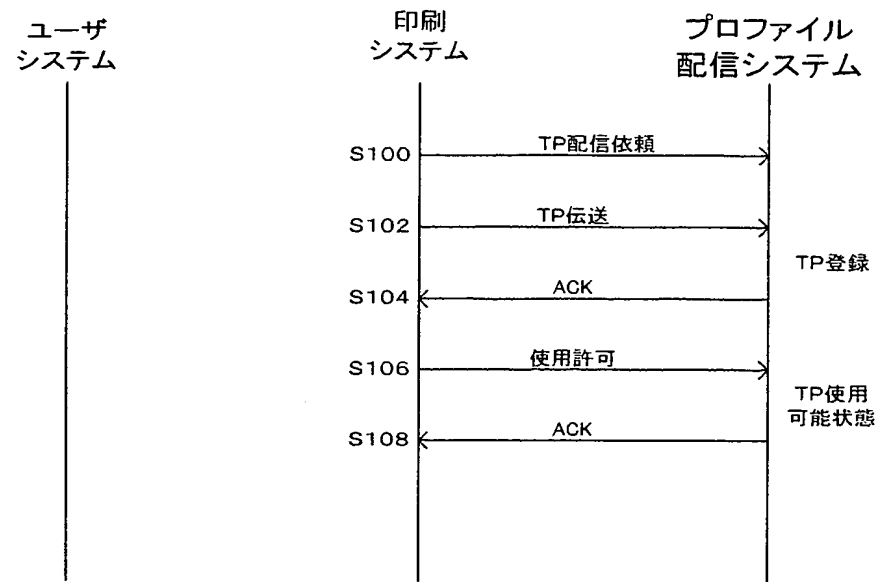 ユーザ
システム
印刷
システム
プロファイル
配信システム
S100
TP配信依頼
S102
TP伝送
TP登録
S104
ACK
S106
使用許可
TP使用
可能状態
S108
ACK